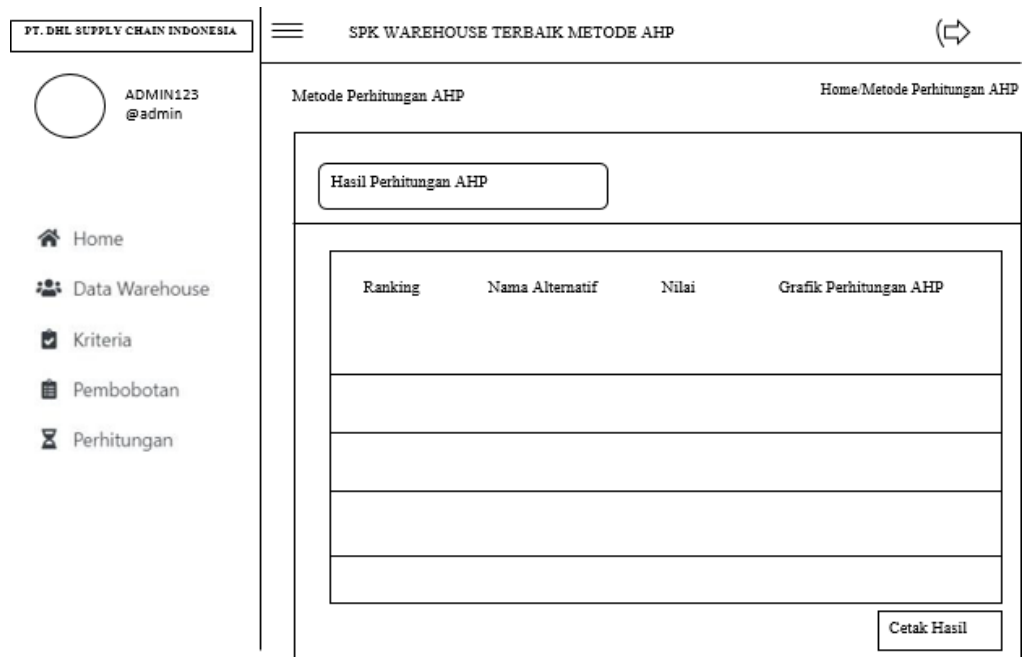 PT. DHL SUPPLY CHAIN INDONESIA
ADMIN123
@admin
Home
Data Warehouse
Kriteria
Pembobotan
Perhitungan
SPK WAREHOUSE TERBAIK METODE AHP
Metode Perhitungan AHP
Home/Metode Perhitungan AHP
Hasil Perhitungan AHP
Ranking Nama Alternatif Nilai Grafik Perhitungan AHP
Cetak Hasil